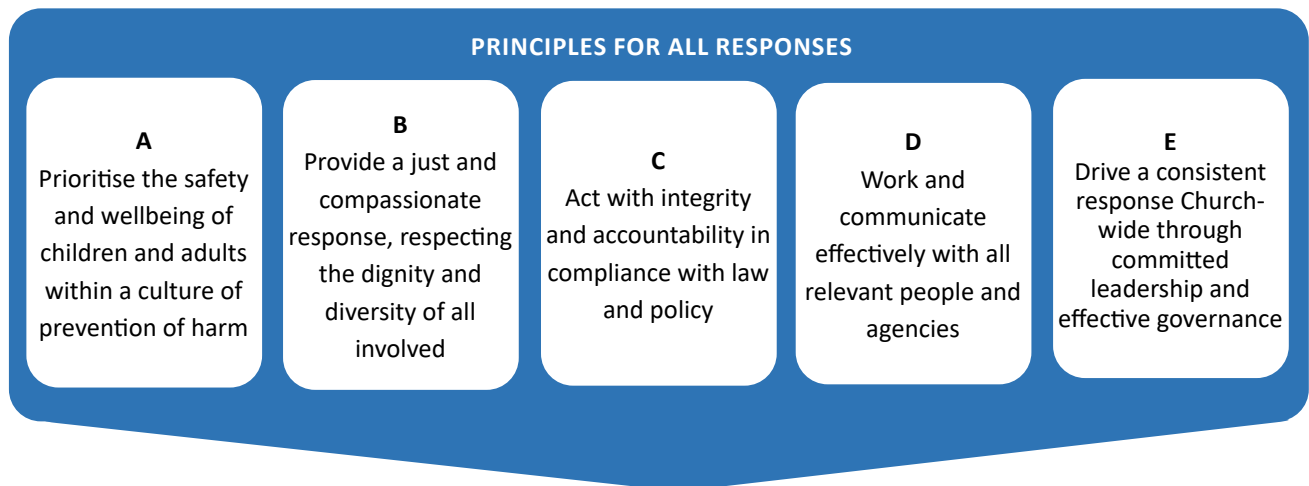 PRINCIPLES FOR ALL RESPONSES
A
Prioritise the safety
and wellbeing of
children and adults
within a culture of
prevention of harm
B
Provide a just and
compassionate
response, respecting
the dignity and
diversity of all
involved
C
Act with integrity
and accountability in
compliance with law
and policy
D
Work and
communicate
effectively with all
relevant people and
agencies
E
Drive a consistent
response Church-
wide through
committed
leadership and
effective governance